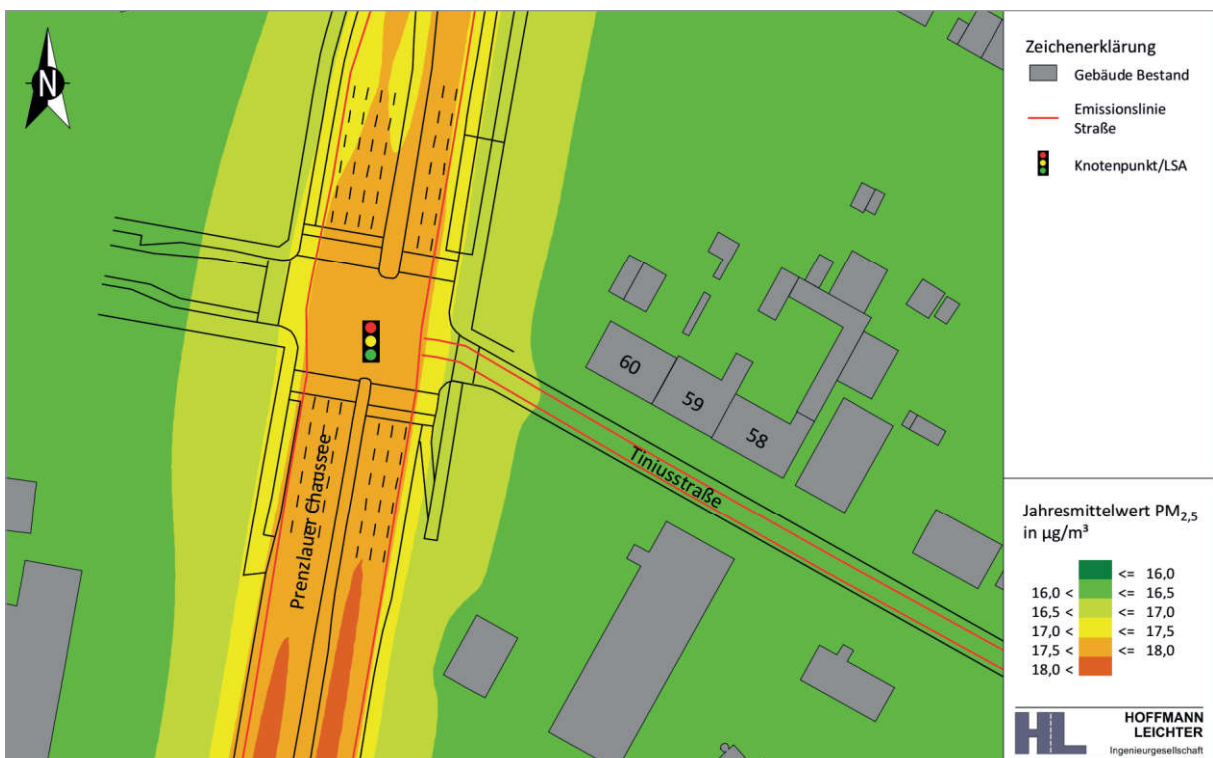 N
60
59
58
Tiniusstraße
Prenzlauer Chaussee
Zeichenerklärung
Gebäude Bestand
Emissionslinie
Straße
Knotenpunkt/LSA
Jahresmittelwert PM2,5
in µg/m³
<= 16,0
16,0 < <= 16,5
16,5 < <= 17,0
17,0 < <= 17,5
17,5 < <= 18,0
18,0 <
HL
HOFFMANN
LEICHTER
Ingenieurgesellschaft